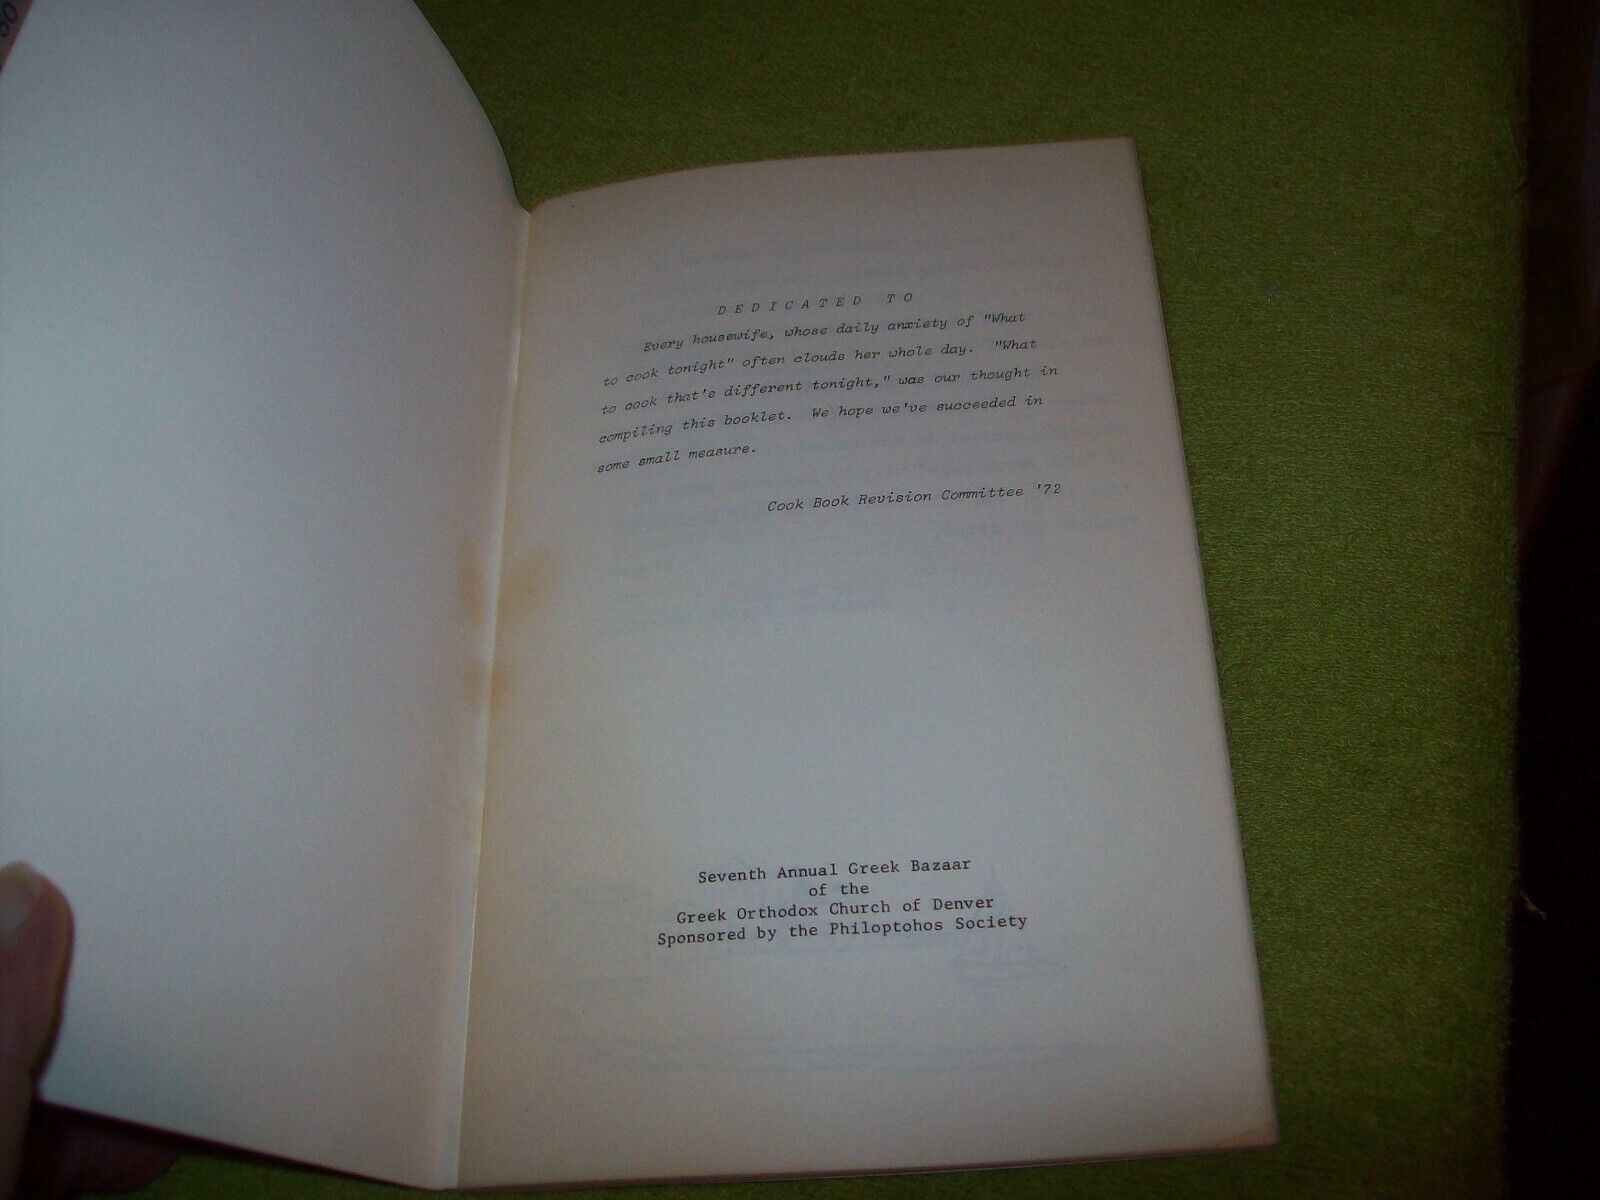 DEDICATED TO
Every housewife, whose daily anxiety of "What
to cook tonight" often clouds her whole day. "What
to cook that's different tonight," was our thought in
compiling this booklet. We hope we've succeeded in
some small measure.
Cook Book Revision Committee '72
Seventh Annual Greek Bazaar
of the
Greek Orthodox Church of Denver
Sponsored by the Philoptohos Society